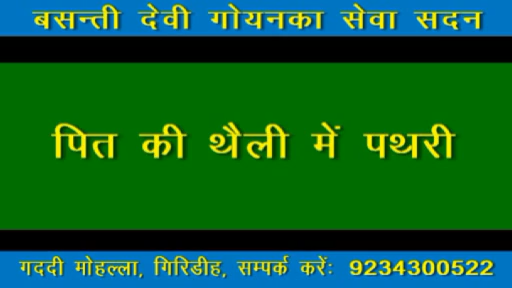 बसन्ती देवी गोयनका सेवा सदन
पित की थैली में पथरी
गददी मोहल्ला, गिरिडीह, सम्पर्क करेंः 9234300522